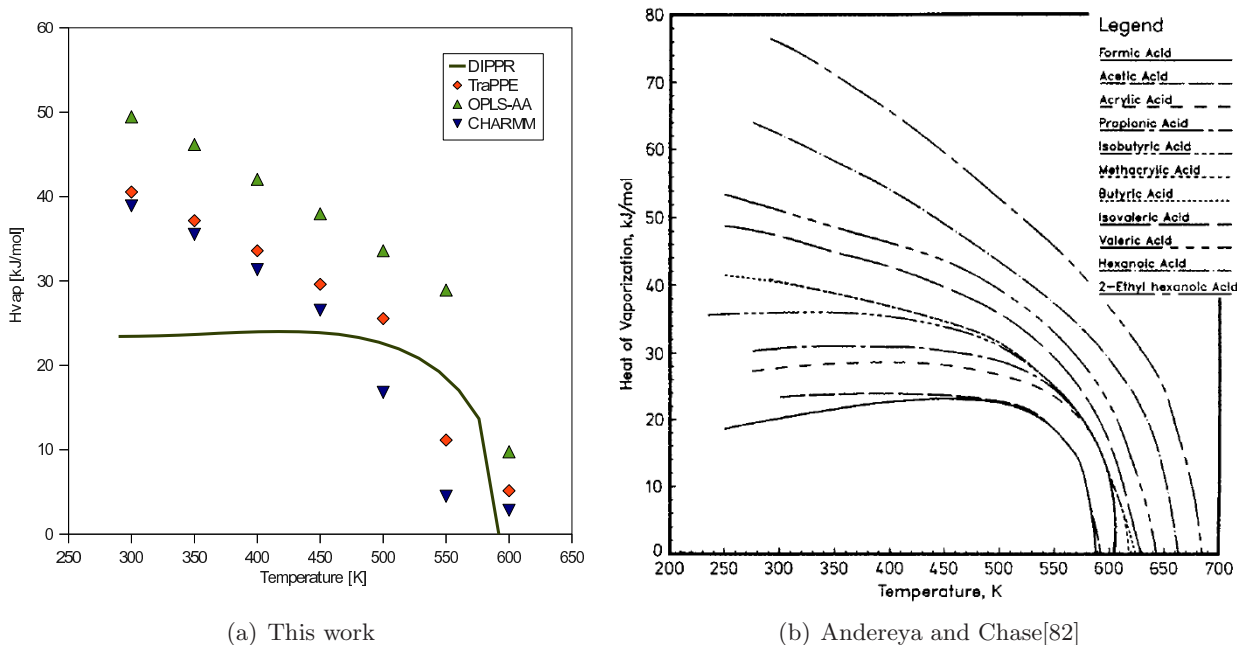 60
50
40
30
20
10
0
Hvap [kJ/mol]
250 300 350 400 450 500 550 600 650
Temperature [K]
DIPPR
TraPPE
OPLS-AA
CHARMM
(a) This work
80
70
60
50
40
30
20
10
0
Heat of Vaporization, kJ/mol
200 250 300 350 400 450 500 550 600 650 700
Temperature, K
Legend
Formic Acid
Acetic Acid
Acrylic Acid
Propionic Acid
Isobutyric Acid
Methacrylic Acid
Butyric Acid
Isovaleric Acid
Valeric Acid
Hexanoic Acid
2-Ethyl hexanoic Acid
(b) Andereya and Chase[82]